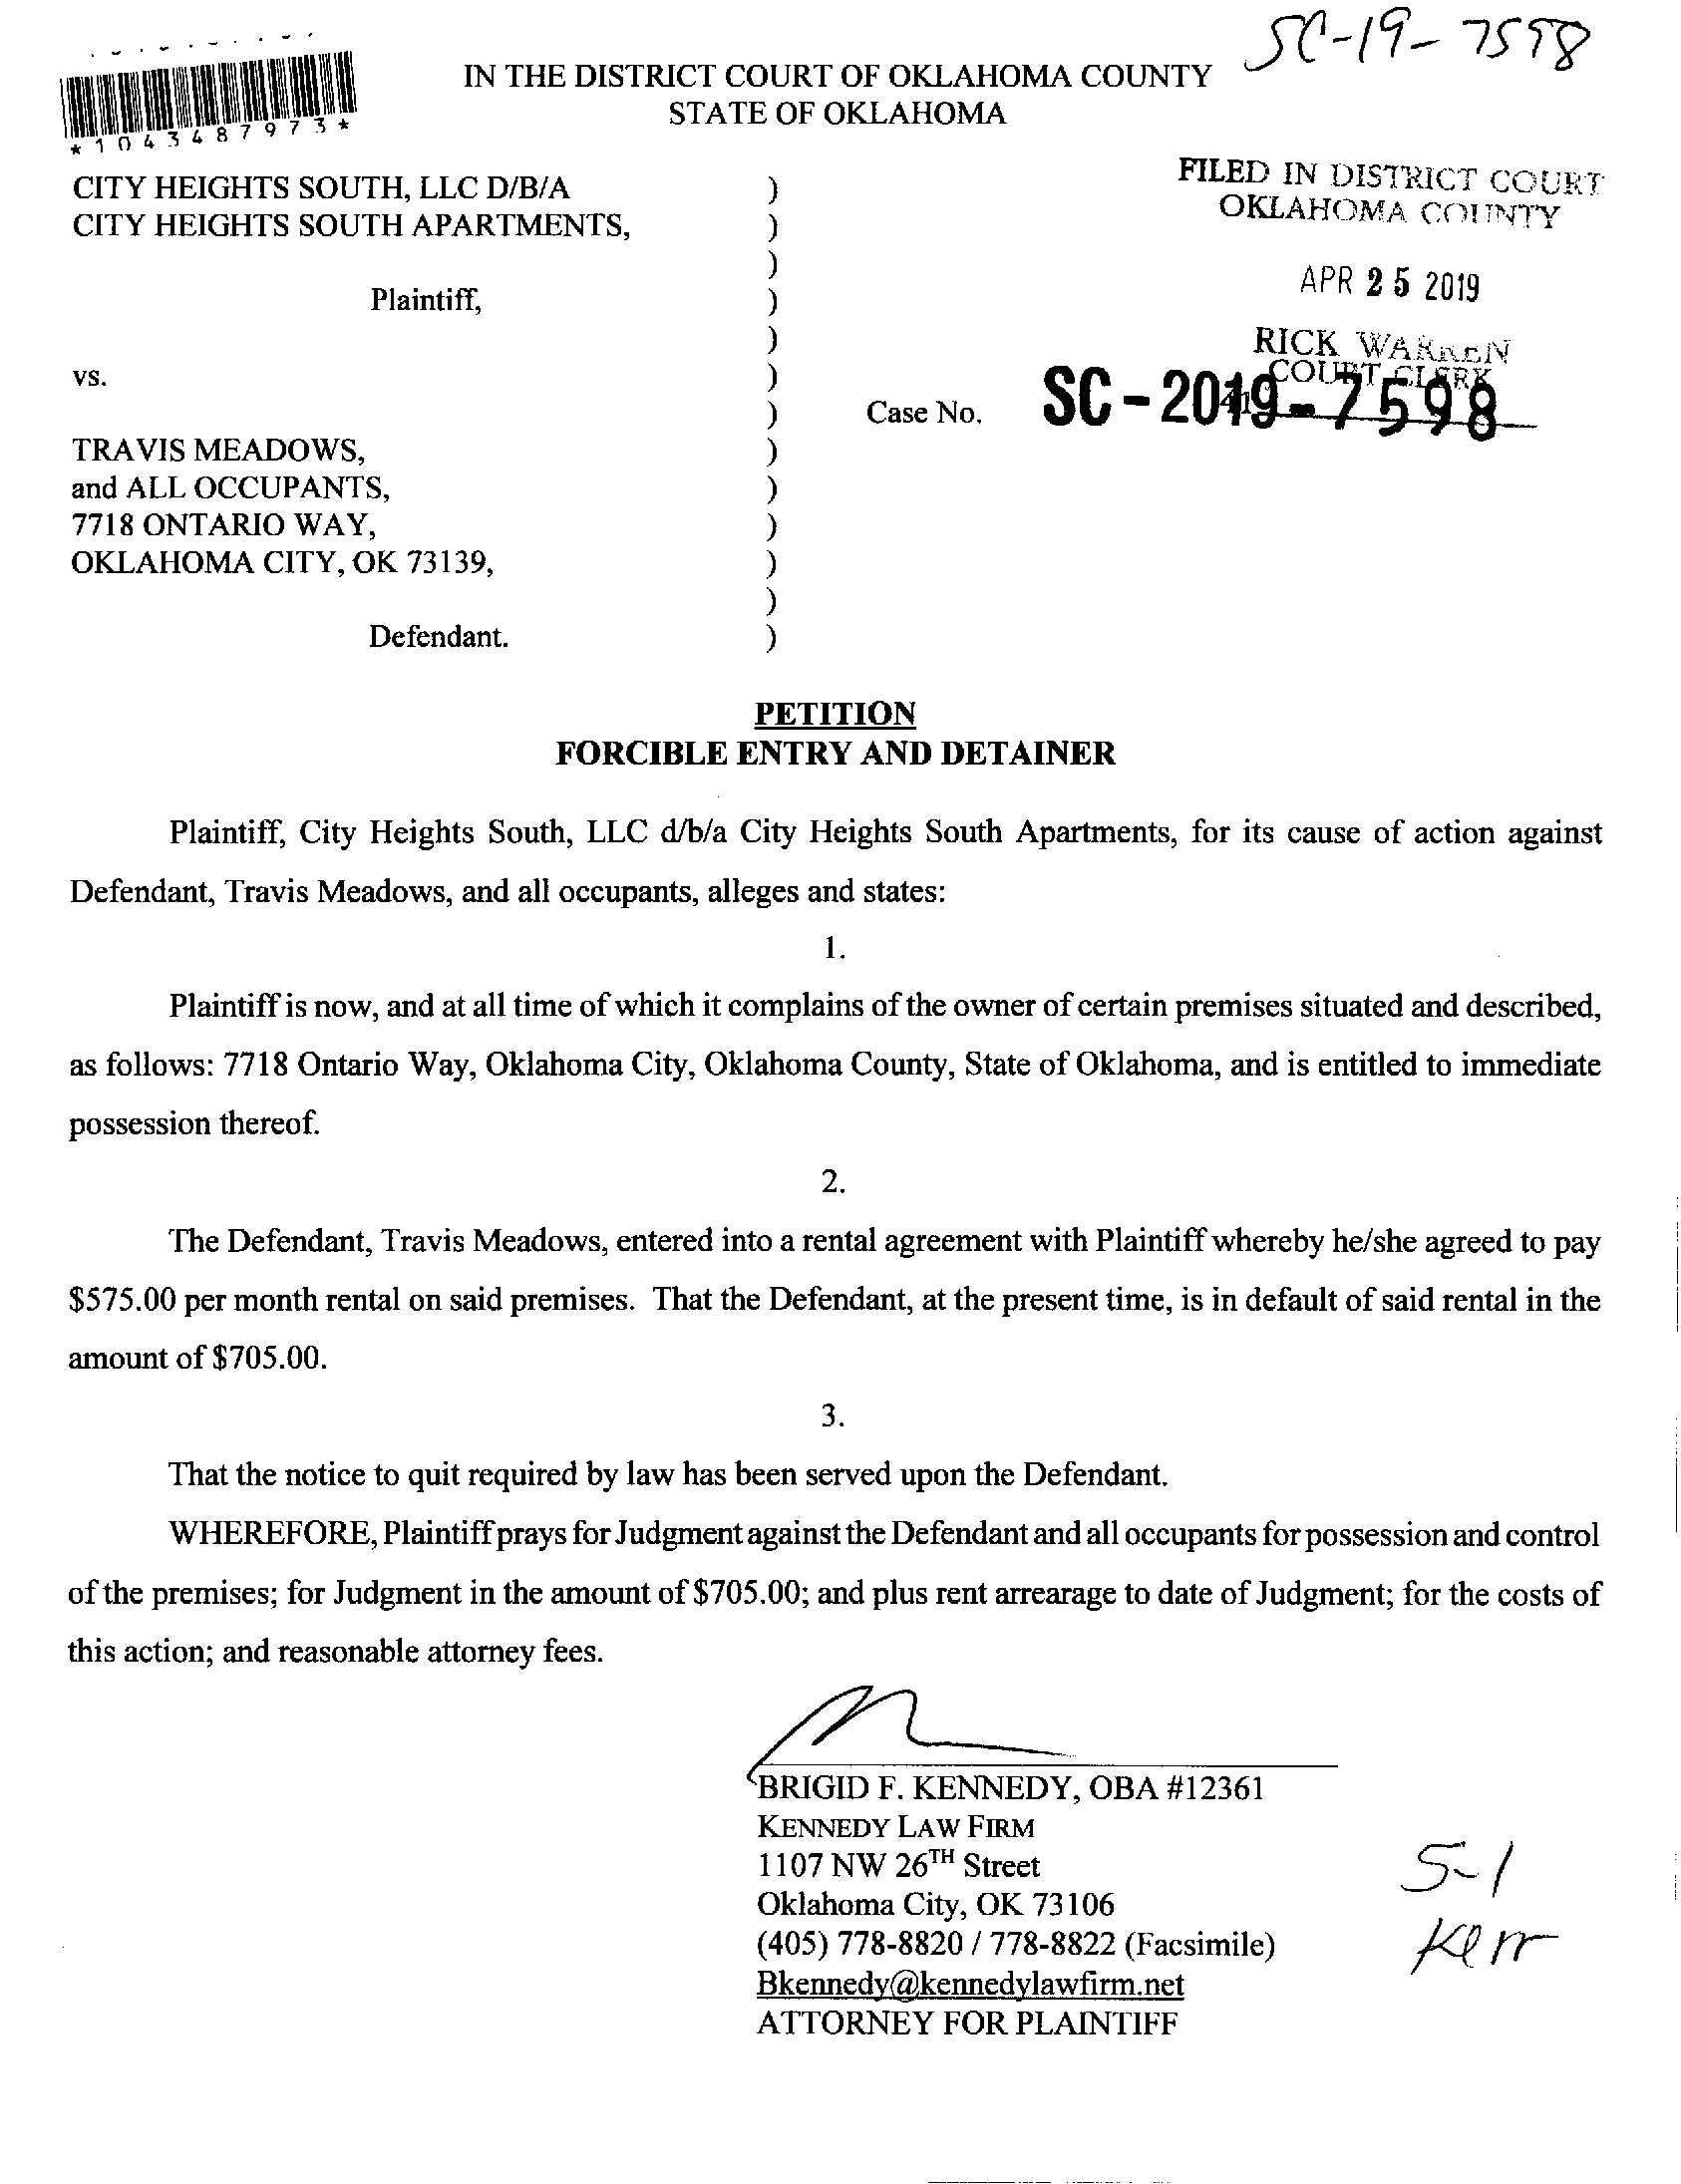 SC-19-7598
IN THE DISTRICT COURT OF OKLAHOMA COUNTY
STATE OF OKLAHOMA
*1043487973*
CITY HEIGHTS SOUTH, LLC D/B/A )
CITY HEIGHTS SOUTH APARTMENTS, )
)
Plaintiff, )
)
vs. )
)
TRAVIS MEADOWS, )
and ALL OCCUPANTS, )
7718 ONTARIO WAY, )
OKLAHOMA CITY, OK 73139, )
)
Defendant. )
FILED IN DISTRICT COURT
OKLAHOMA COUNTY
APR 25 2019
RICK WARREN
COURT CLERK
Case No. SC-2019-7598
PETITION
FORCIBLE ENTRY AND DETAINER
Plaintiff, City Heights South, LLC d/b/a City Heights South Apartments, for its cause of action against
Defendant, Travis Meadows, and all occupants, alleges and states:
1.
Plaintiff is now, and at all time of which it complains of the owner of certain premises situated and described,
as follows: 7718 Ontario Way, Oklahoma City, Oklahoma County, State of Oklahoma, and is entitled to immediate
possession thereof.
2.
The Defendant, Travis Meadows, entered into a rental agreement with Plaintiff whereby he/she agreed to pay
$575.00 per month rental on said premises. That the Defendant, at the present time, is in default of said rental in the
amount of $705.00.
3.
That the notice to quit required by law has been served upon the Defendant.
WHEREFORE, Plaintiff prays for Judgment against the Defendant and all occupants for possession and control
of the premises; for Judgment in the amount of $705.00; and plus rent arrearage to date of Judgment; for the costs of
this action; and reasonable attorney fees.
BRIGID F. KENNEDY, OBA #12361
KENNEDY LAW FIRM
1107 NW 26TH Street
Oklahoma City, OK 73106
(405) 778-8820 / 778-8822 (Facsimile)
Bkennedy@kennedylawfirm.net
ATTORNEY FOR PLAINTIFF
5-1
Kerr